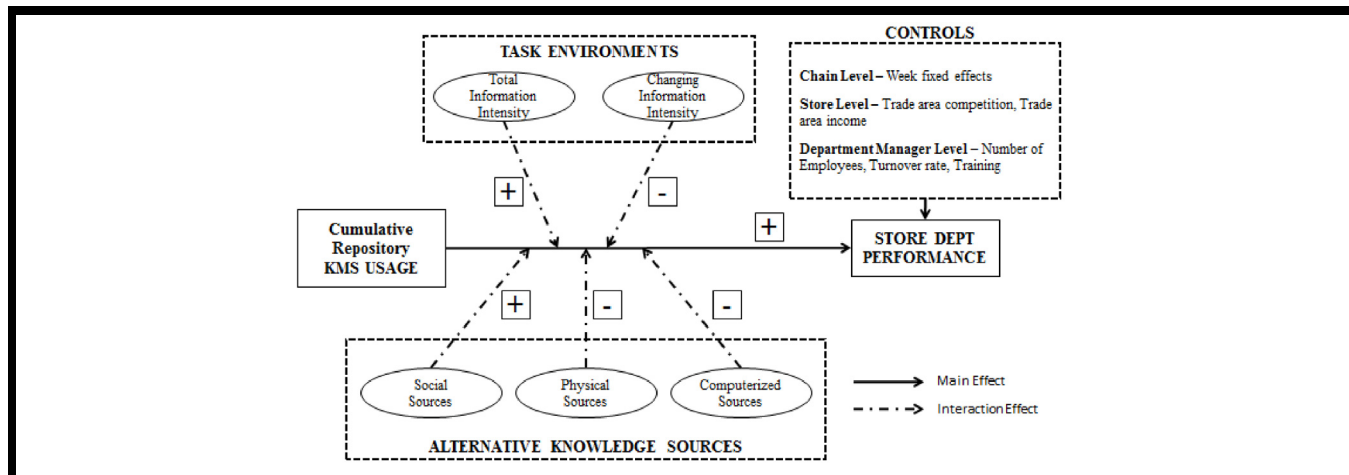 TASK ENVIRONMENTS
Total
Information
Intensity
Changing
Information
Intensity
CONTROLS
Chain Level – Week fixed effects
Store Level – Trade area competition, Trade
area income
Department Manager Level – Number of
Employees, Turnover rate, Training
+
-
Cumulative
Repository
KMS USAGE
+
STORE DEPT
PERFORMANCE
+
-
-
Social
Sources
Physical
Sources
Computerized
Sources
ALTERNATIVE KNOWLEDGE SOURCES
Main Effect
Interaction Effect